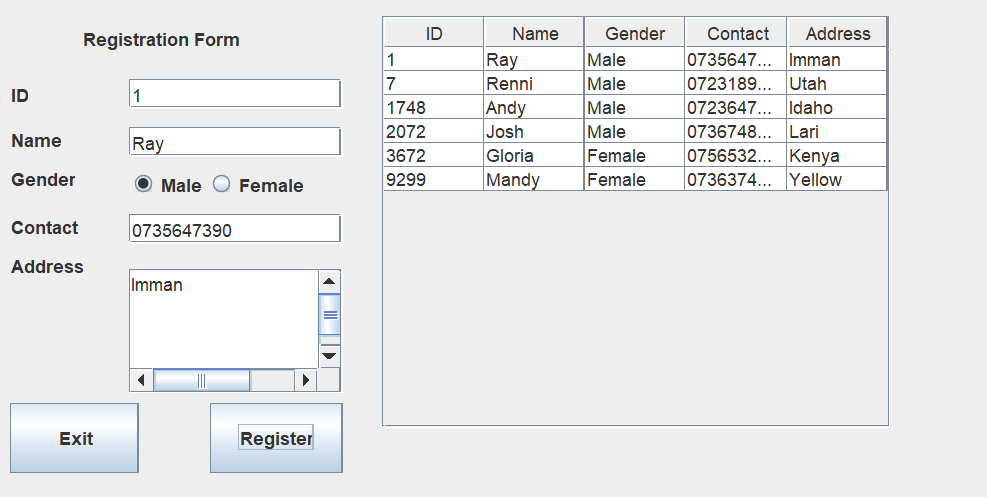 Registration Form
ID 1
Name Ray
Gender Male Female
Contact 0735647390
Address Imman
Exit Register
ID Name Gender Contact Address
1 Ray Male 0735647... Imman
7 Renni Male 0723189... Utah
1748 Andy Male 0723647... Idaho
2072 Josh Male 0736748... Lari
3672 Gloria Female 0756532... Kenya
9299 Mandy Female 0736374... Yellow